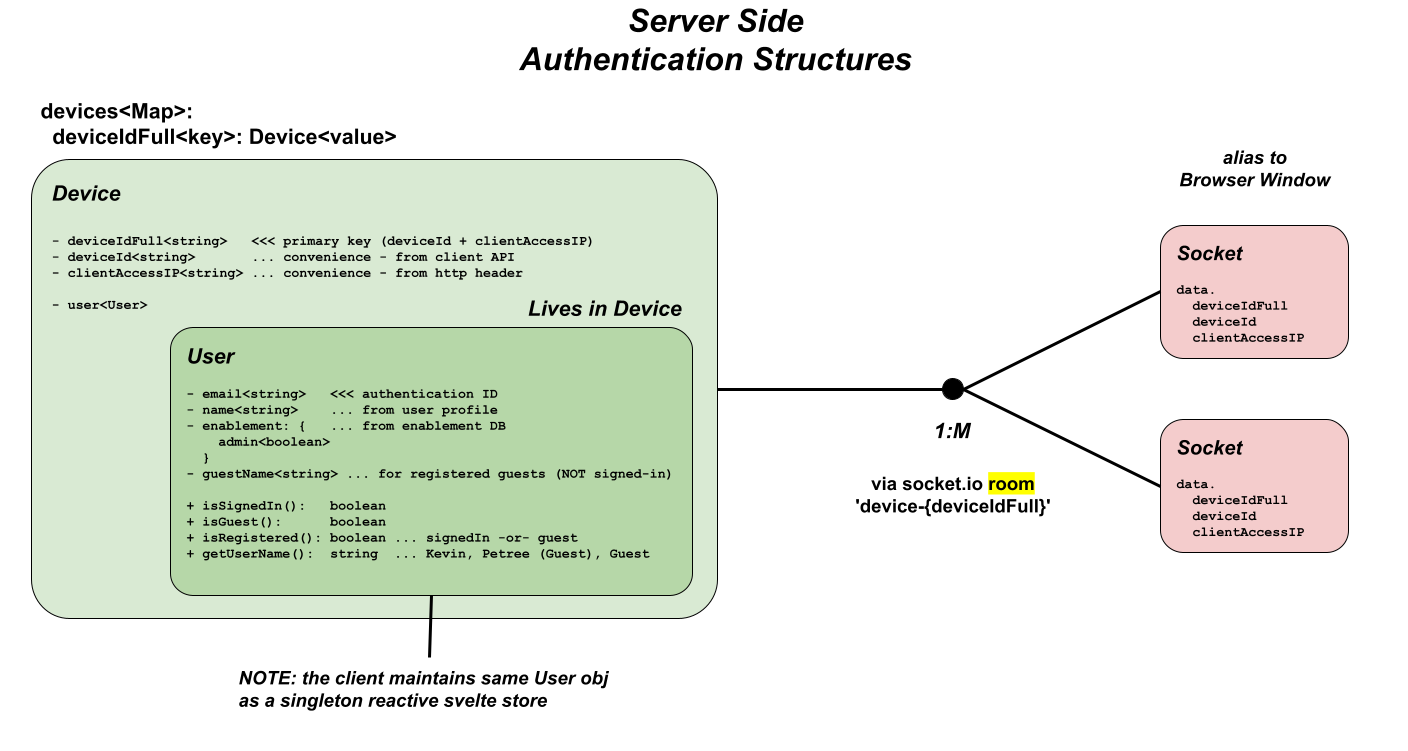 Server Side
Authentication Structures
devices<Map>:
deviceIdFull<key>: Device<value>
Device
- deviceIdFull<string>   <<< primary key (deviceId + clientAccessIP)
- deviceId<string>       ... convenience - from client API
- clientAccessIP<string> ... convenience - from http header
- user<User>
Lives in Device
User
- email<string>   <<< authentication ID
- name<string>    ... from user profile
- enablement: {   ... from enablement DB
    admin<boolean>
  }
- guestName<string> ... for registered guests (NOT signed-in)
+ isSignedIn():   boolean
+ isGuest():      boolean
+ isRegistered(): boolean ... signedIn -or- guest
+ getUserName():  string  ... Kevin, Petree (Guest), Guest
NOTE: the client maintains same User obj
as a singleton reactive svelte store
1:M
via socket.io room
'device-{deviceIdFull}'
alias to
Browser Window
Socket
data.
  deviceIdFull
  deviceId
  clientAccessIP
Socket
data.
  deviceIdFull
  deviceId
  clientAccessIP